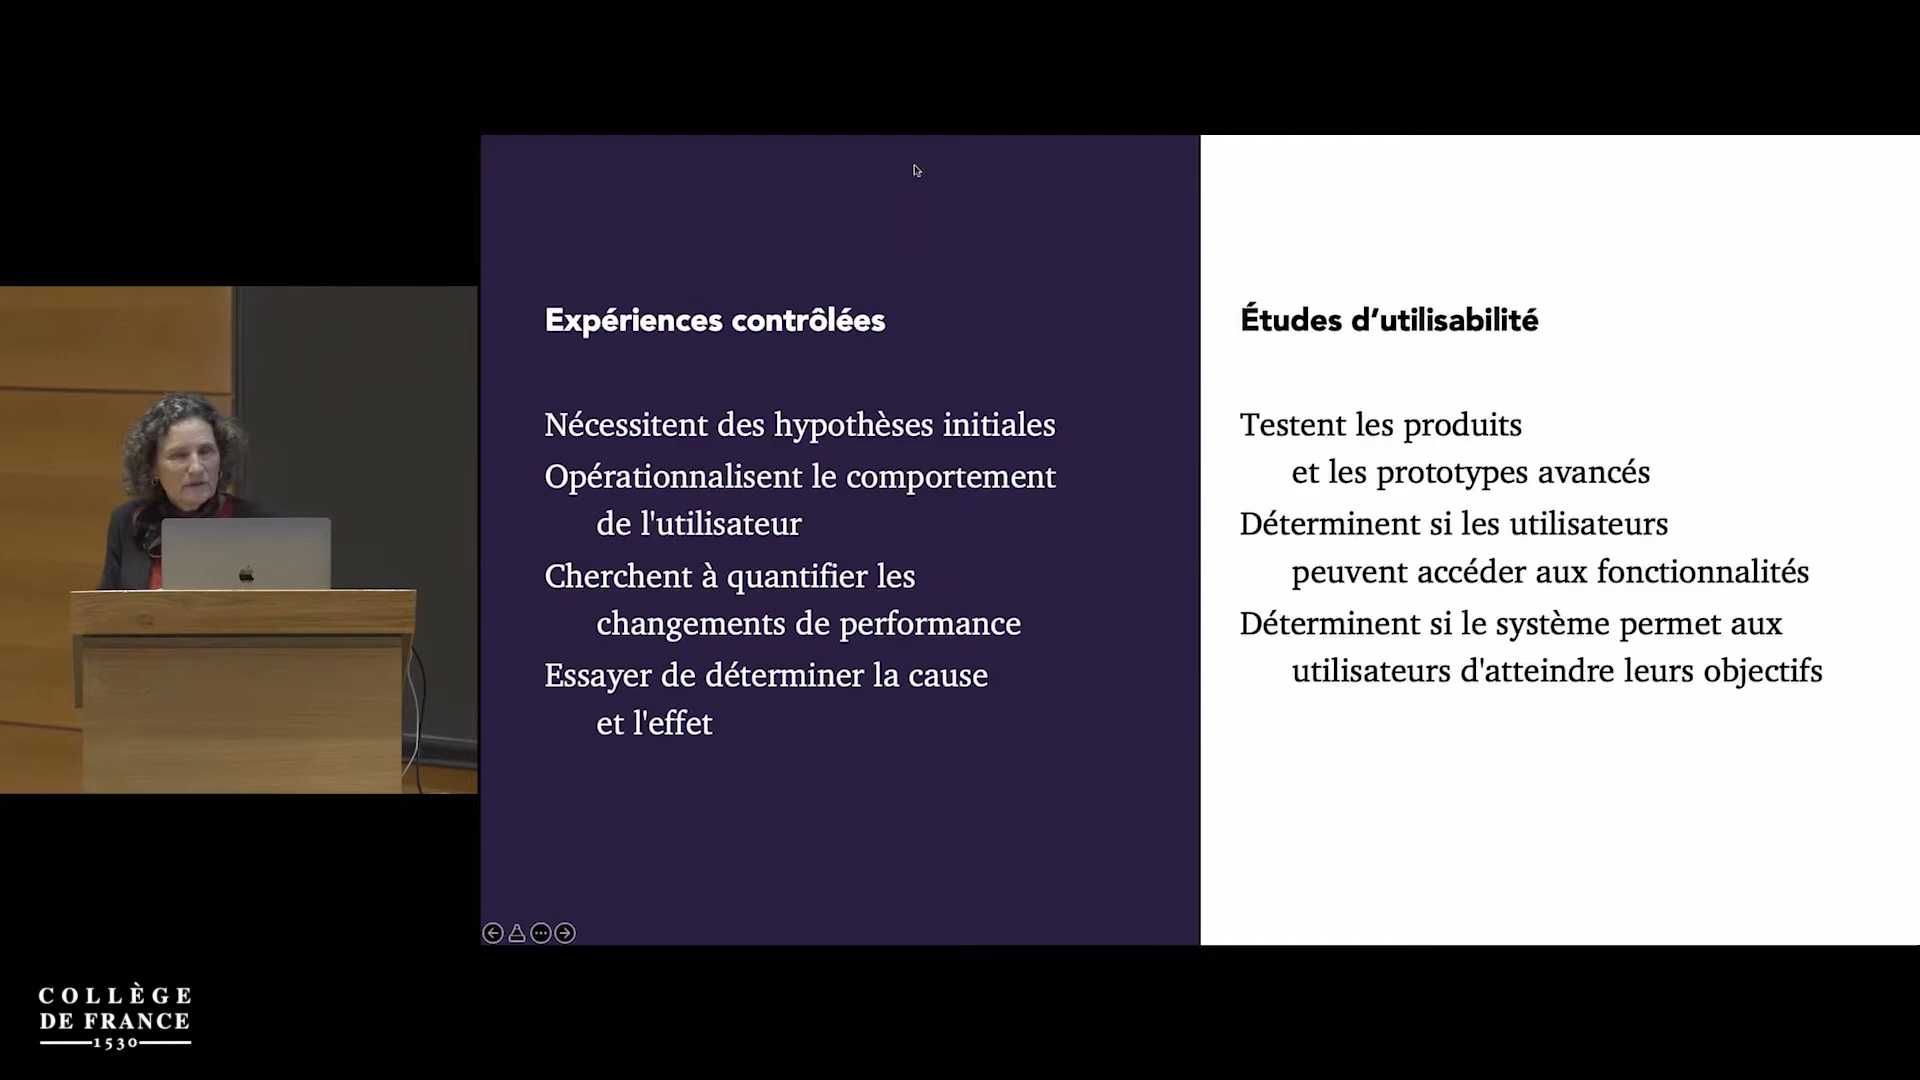 Expériences contrôlées
Nécessitent des hypothèses initiales
Opérationnalisent le comportement
de l'utilisateur
Cherchent à quantifier les
changements de performance
Essayer de déterminer la cause
et l'effet
Études d’utilisabilité
Testent les produits
et les prototypes avancés
Déterminent si les utilisateurs
peuvent accéder aux fonctionnalités
Déterminent si le système permet aux
utilisateurs d'atteindre leurs objectifs
COLLÈGE
DE FRANCE
1530